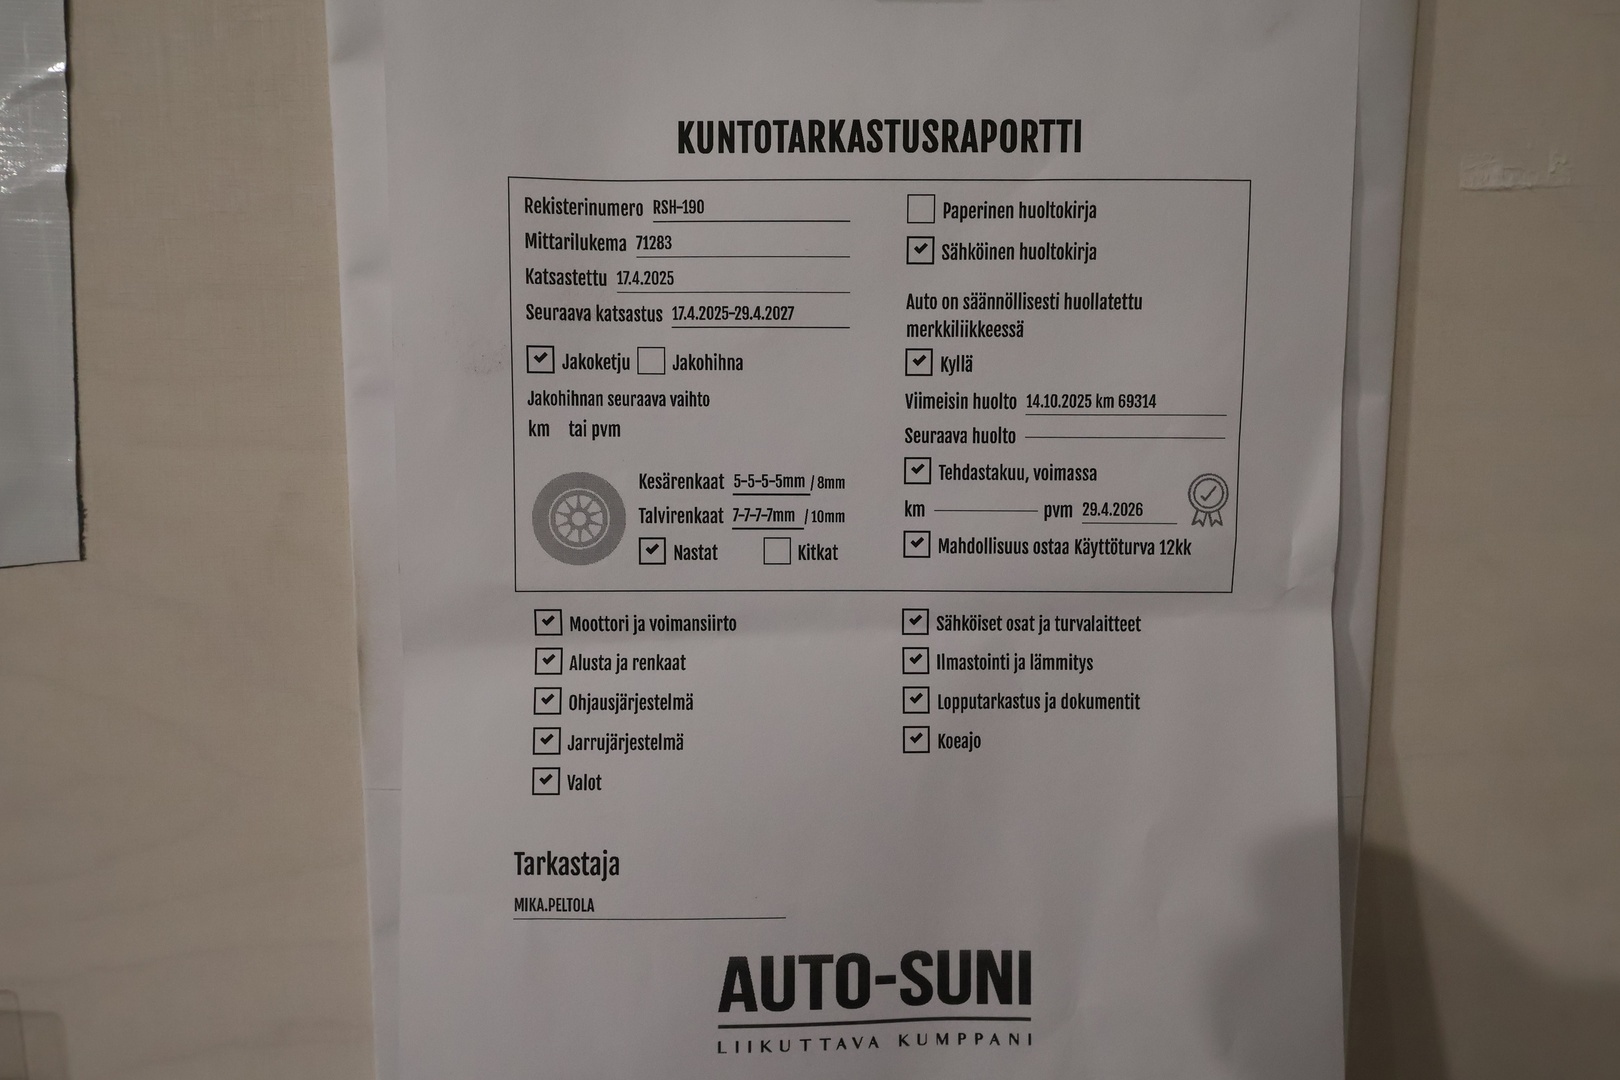 KUNTOTARKASTUSRAPORTTI
Rekisterinumero RSH-190
Mittarilukema 71283
Katsastettu 17.4.2025
Seuraava katsastus 17.4.2025-29.4.2027
Jakoketju Jakohihna
Jakohihnan seuraava vaihto
km tai pvm
Kesärenkaat 5-5-5-5mm / 8mm
Talvirenkaat 7-7-7-7mm / 10mm
Nastat Kitkat
Paperinen huoltokirja
Sähköinen huoltokirja
Auto on säännöllisesti huollatettu
merkkiliikkeessä
Kyllä
Viimeisin huolto 14.10.2025 km 69314
Seuraava huolto
Tehdastakuu, voimassa
km pvm 29.4.2026
Mahdollisuus ostaa Käyttöturva 12kk
Moottori ja voimansiirto
Alusta ja renkaat
Ohjausjärjestelmä
Jarrujärjestelmä
Valot
Sähköiset osat ja turvalaitteet
Ilmastointi ja lämmitys
Lopputarkastus ja dokumentit
Koeajo
Tarkastaja
MIKA.PELTOLA
AUTO-SUNI
LIIKUTTAVA KUMPPANI